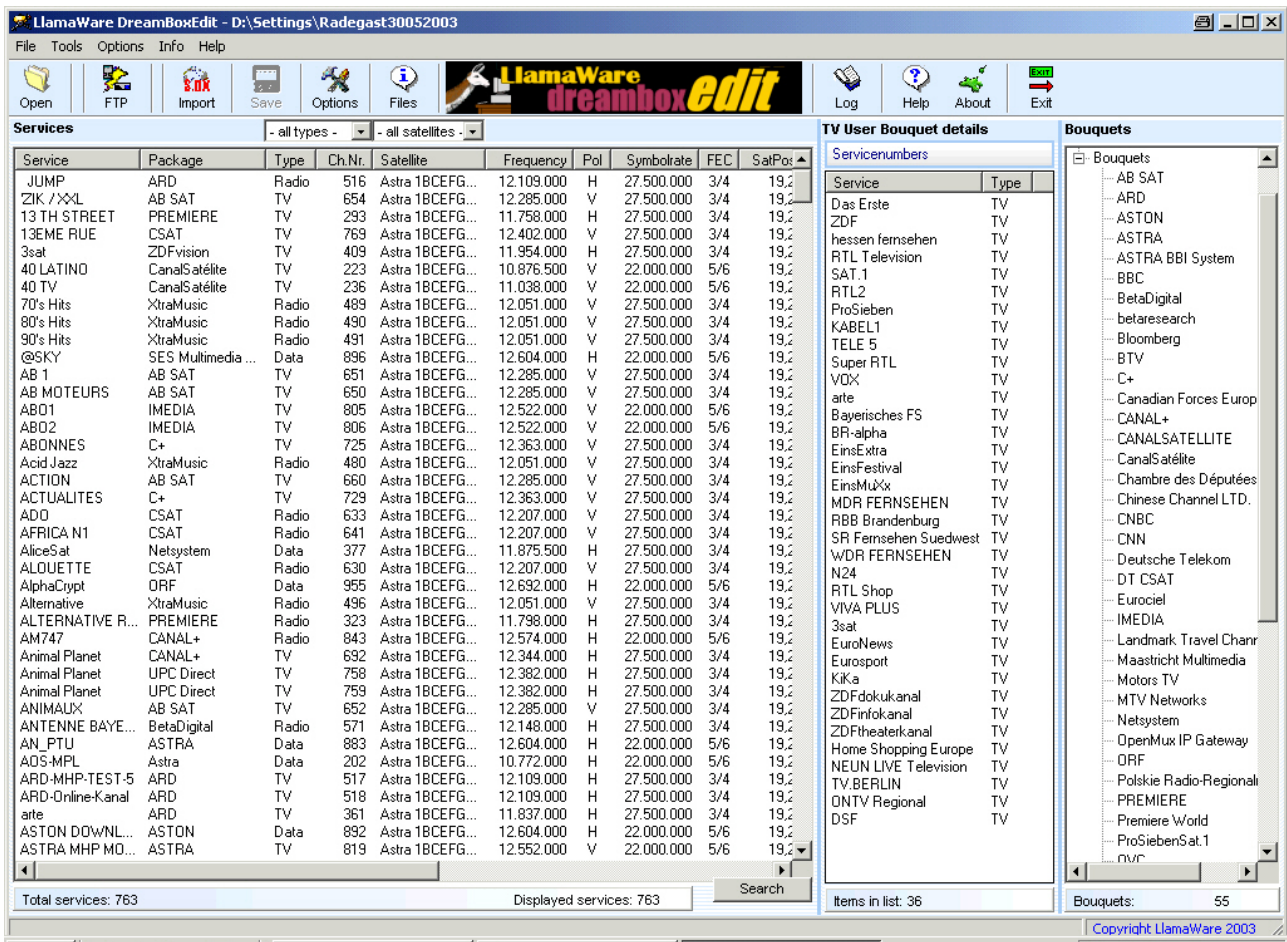 LlamaWare DreamBoxEdit - D:\Settings\Radegast30052003
File Tools Options Info Help
Open FTP Import Save Options Files LlamaWare dreambox edit Log Help About Exit
Services - all types - - all satellites -
Service Package Type Ch.Nr. Satellite Frequency Pol Symbolrate FEC SatPos
JUMP ARD Radio 516 Astra 1BCEFG... 12.109.000 H 27.500.000 3/4 19,2
'ZIK / XXL AB SAT TV 654 Astra 1BCEFG... 12.285.000 V 27.500.000 3/4 19,2
13 TH STREET PREMIERE TV 293 Astra 1BCEFG... 11.758.000 H 27.500.000 3/4 19,2
13EME RUE CSAT TV 769 Astra 1BCEFG... 12.402.000 V 27.500.000 3/4 19,2
3sat ZDFvision TV 409 Astra 1BCEFG... 11.954.000 H 27.500.000 3/4 19,2
40 LATINO CanalSatélite TV 223 Astra 1BCEFG... 10.876.500 V 22.000.000 5/6 19,2
40 TV CanalSatélite TV 236 Astra 1BCEFG... 11.038.000 V 22.000.000 5/6 19,2
70's Hits XtraMusic Radio 489 Astra 1BCEFG... 12.051.000 V 27.500.000 3/4 19,2
80's Hits XtraMusic Radio 490 Astra 1BCEFG... 12.051.000 V 27.500.000 3/4 19,2
90's Hits XtraMusic Radio 491 Astra 1BCEFG... 12.051.000 V 27.500.000 3/4 19,2
@SKY SES Multimedia ... Data 896 Astra 1BCEFG... 12.604.000 H 22.000.000 5/6 19,2
AB 1 AB SAT TV 651 Astra 1BCEFG... 12.285.000 V 27.500.000 3/4 19,2
AB MOTEURS AB SAT TV 650 Astra 1BCEFG... 12.285.000 V 27.500.000 3/4 19,2
ABO1 IMEDIA TV 805 Astra 1BCEFG... 12.522.000 V 22.000.000 5/6 19,2
ABO2 IMEDIA TV 806 Astra 1BCEFG... 12.522.000 V 22.000.000 5/6 19,2
ABONNES C+ TV 725 Astra 1BCEFG... 12.363.000 V 27.500.000 3/4 19,2
Acid Jazz XtraMusic Radio 480 Astra 1BCEFG... 12.051.000 V 27.500.000 3/4 19,2
ACTION AB SAT TV 660 Astra 1BCEFG... 12.285.000 V 27.500.000 3/4 19,2
ACTUALITES C+ TV 729 Astra 1BCEFG... 12.363.000 V 27.500.000 3/4 19,2
ADO CSAT Radio 633 Astra 1BCEFG... 12.207.000 V 27.500.000 3/4 19,2
AFRICA N1 CSAT Radio 641 Astra 1BCEFG... 12.207.000 V 27.500.000 3/4 19,2
AliceSat Netsystem Data 377 Astra 1BCEFG... 11.875.500 H 27.500.000 3/4 19,2
ALOUETTE CSAT Radio 630 Astra 1BCEFG... 12.207.000 V 27.500.000 3/4 19,2
AlphaCrypt ORF Data 955 Astra 1BCEFG... 12.692.000 H 22.000.000 5/6 19,2
Alternative XtraMusic Radio 496 Astra 1BCEFG... 12.051.000 V 27.500.000 3/4 19,2
ALTERNATIVE R... PREMIERE Radio 323 Astra 1BCEFG... 11.798.000 H 27.500.000 3/4 19,2
AM747 CANAL+ Radio 843 Astra 1BCEFG... 12.574.000 H 22.000.000 5/6 19,2
Animal Planet CANAL+ TV 692 Astra 1BCEFG... 12.344.000 H 27.500.000 3/4 19,2
Animal Planet UPC Direct TV 758 Astra 1BCEFG... 12.382.000 H 27.500.000 3/4 19,2
Animal Planet UPC Direct TV 759 Astra 1BCEFG... 12.382.000 H 27.500.000 3/4 19,2
ANIMAUX AB SAT TV 652 Astra 1BCEFG... 12.285.000 V 27.500.000 3/4 19,2
ANTENNE BAYE... BetaDigital Radio 571 Astra 1BCEFG... 12.148.000 H 27.500.000 3/4 19,2
AN_PTU ASTRA Data 883 Astra 1BCEFG... 12.604.000 H 22.000.000 5/6 19,2
AOS-MPL Astra Data 202 Astra 1BCEFG... 10.772.000 H 22.000.000 5/6 19,2
ARD-MHP-TEST-5 ARD TV 517 Astra 1BCEFG... 12.109.000 H 27.500.000 3/4 19,2
ARD-Online-Kanal ARD TV 518 Astra 1BCEFG... 12.109.000 H 27.500.000 3/4 19,2
arte ARD TV 361 Astra 1BCEFG... 11.837.000 H 27.500.000 3/4 19,2
ASTON DOWNL... ASTON Data 892 Astra 1BCEFG... 12.604.000 H 22.000.000 5/6 19,2
ASTRA MHP MO... ASTRA TV 819 Astra 1BCEFG... 12.552.000 V 22.000.000 5/6 19,2
Total services: 763 Displayed services: 763 Search
TV User Bouquet details
Servicenumbers
Service Type
Das Erste TV
ZDF TV
hessen fernsehen TV
RTL Television TV
SAT.1 TV
RTL2 TV
ProSieben TV
KABEL1 TV
TELE 5 TV
Super RTL TV
VOX TV
arte TV
Bayerisches FS TV
BR-alpha TV
EinsExtra TV
EinsFestival TV
EinsMuXx TV
MDR FERNSEHEN TV
RBB Brandenburg TV
SR Fernsehen Suedwest TV
WDR FERNSEHEN TV
N24 TV
RTL Shop TV
VIVA PLUS TV
3sat TV
EuroNews TV
Eurosport TV
KiKa TV
ZDFdokukanal TV
ZDFinfokanal TV
ZDFtheaterkanal TV
Home Shopping Europe TV
NEUN LIVE Television TV
TV.BERLIN TV
ONTV Regional TV
DSF TV
Items in list: 36
Bouquets
Bouquets
AB SAT
ARD
ASTON
ASTRA
ASTRA BBI System
BBC
BetaDigital
betaresearch
Bloomberg
BTV
C+
Canadian Forces Europ
CANAL+
CANALSATELLITE
CanalSatélite
Chambre des Députées
Chinese Channel LTD.
CNBC
CNN
Deutsche Telekom
DT CSAT
Eurociel
IMEDIA
Landmark Travel Chanr
Maastricht Multimedia
Motors TV
MTV Networks
Netsystem
OpenMux IP Gateway
ORF
Polskie Radio-Regionali
PREMIERE
Premiere World
ProSiebenSat.1
QVC
Bouquets: 55
Copyright LlamaWare 2003